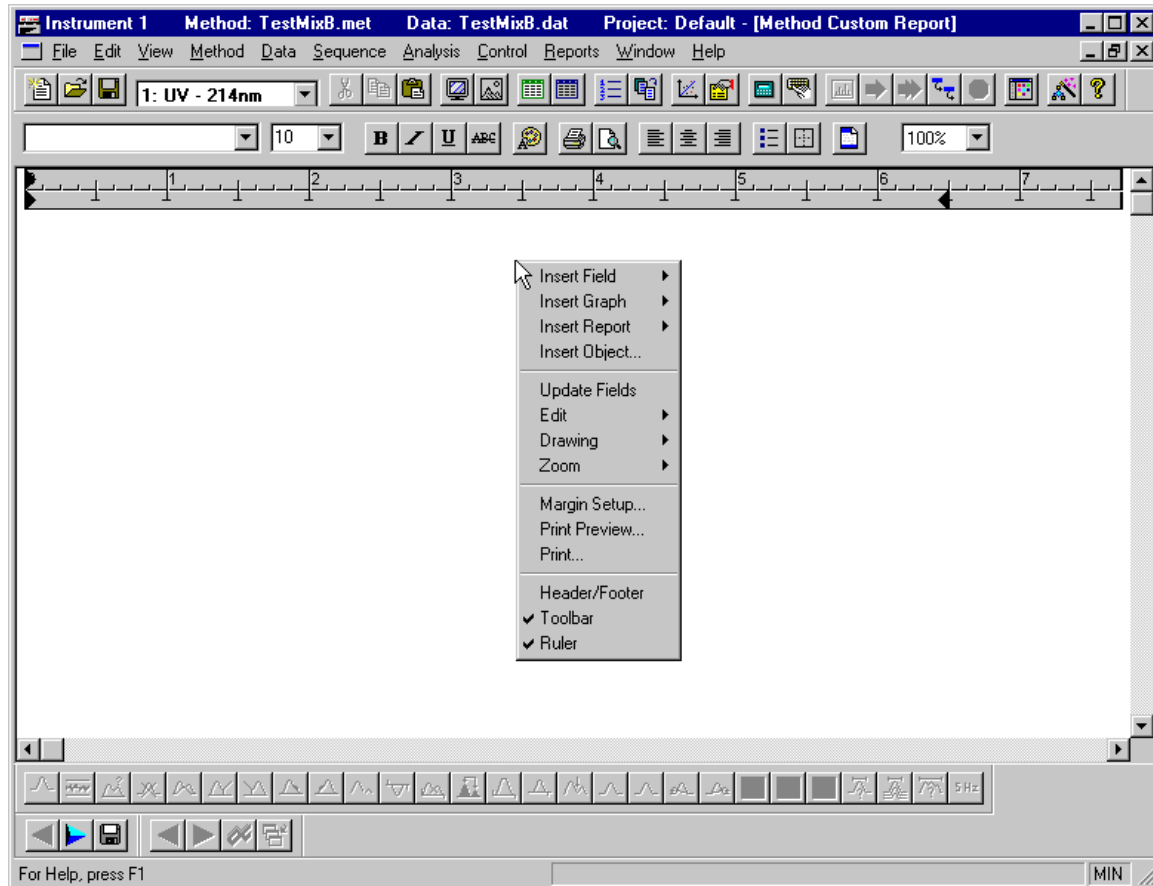 Instrument 1 Method: TestMixB.met Data: TestMixB.dat Project: Default - [Method Custom Report]
File Edit View Method Data Sequence Analysis Control Reports Window Help
1: UV - 214nm
10 B I U ABC 100%
1 2 3 4 5 6 7
Insert Field
Insert Graph
Insert Report
Insert Object...
Update Fields
Edit
Drawing
Zoom
Margin Setup...
Print Preview...
Print...
Header/Footer
Toolbar
Ruler
5 Hz
For Help, press F1 MIN